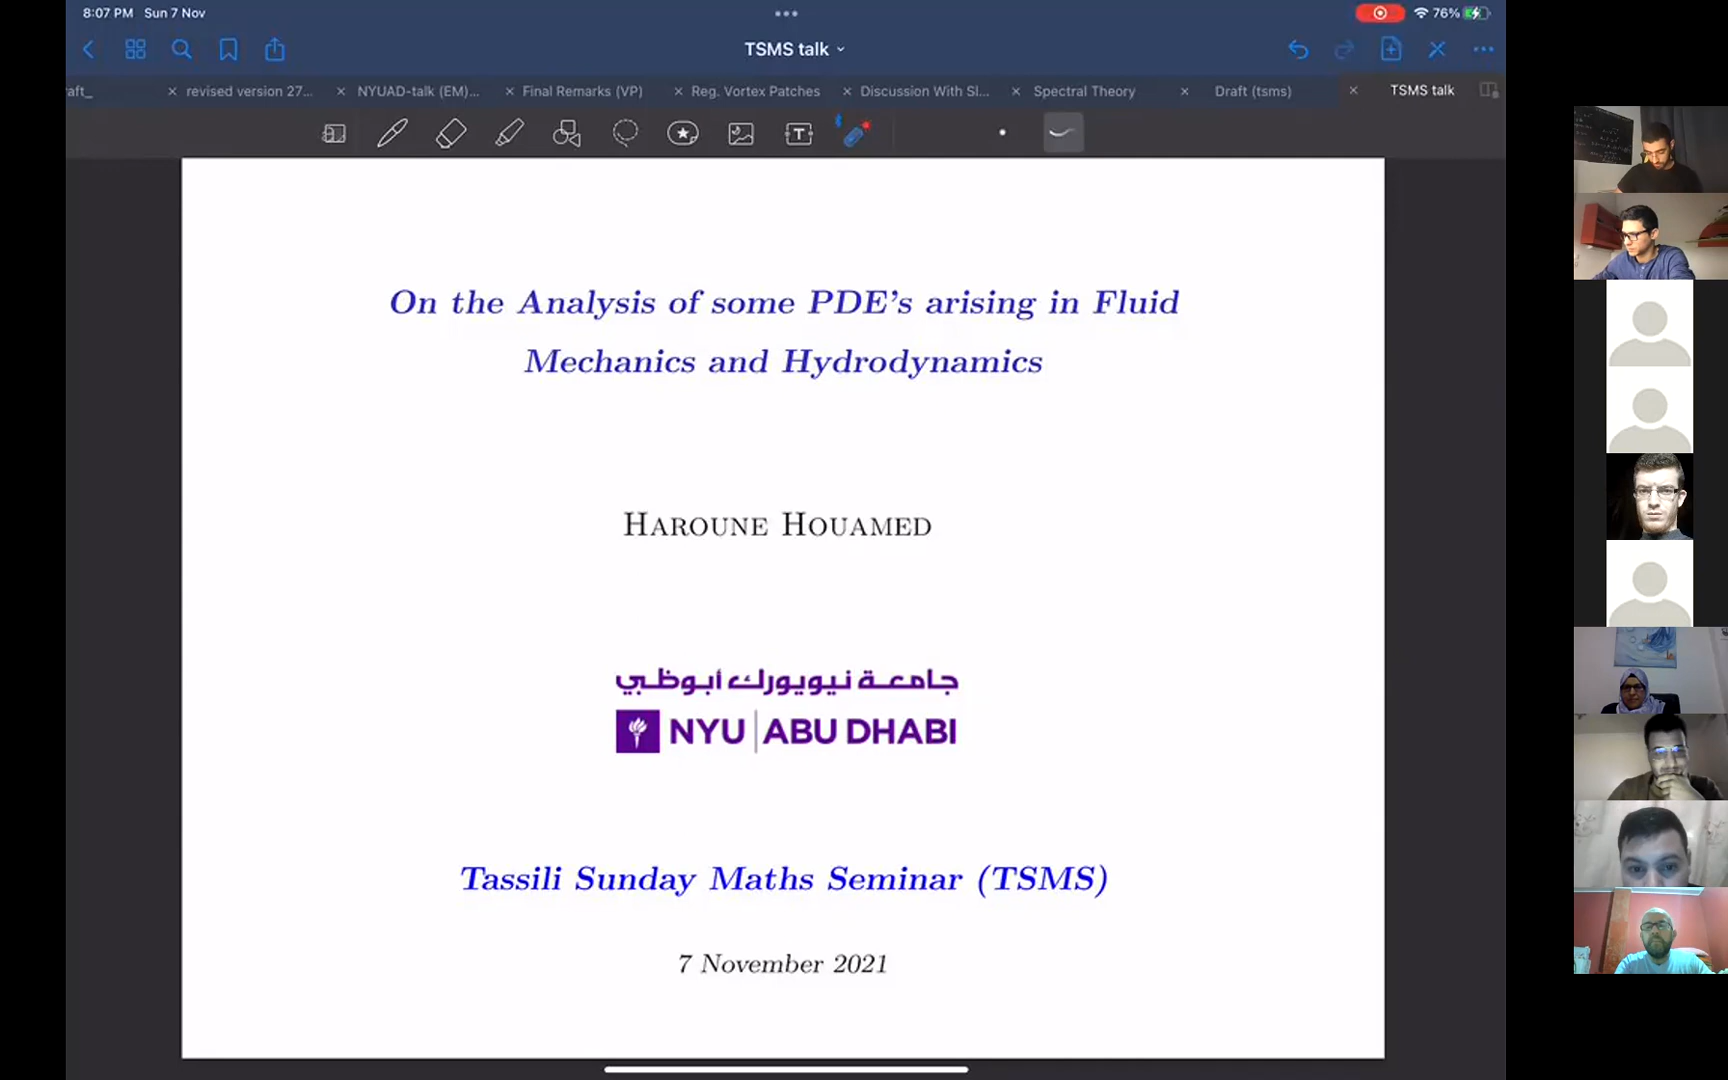 8:07 PM Sun 7 Nov
76%
TSMS talk
raft_
revised version 27...
NYUAD-talk (EM)...
Final Remarks (VP)
Reg. Vortex Patches
Discussion With Sl...
Spectral Theory
Draft (tsms)
TSMS talk
On the Analysis of some PDE's arising in Fluid
Mechanics and Hydrodynamics
HAROUNE HOUAMED
جامعة نيويورك أبوظبي
NYU ABU DHABI
Tassili Sunday Maths Seminar (TSMS)
7 November 2021